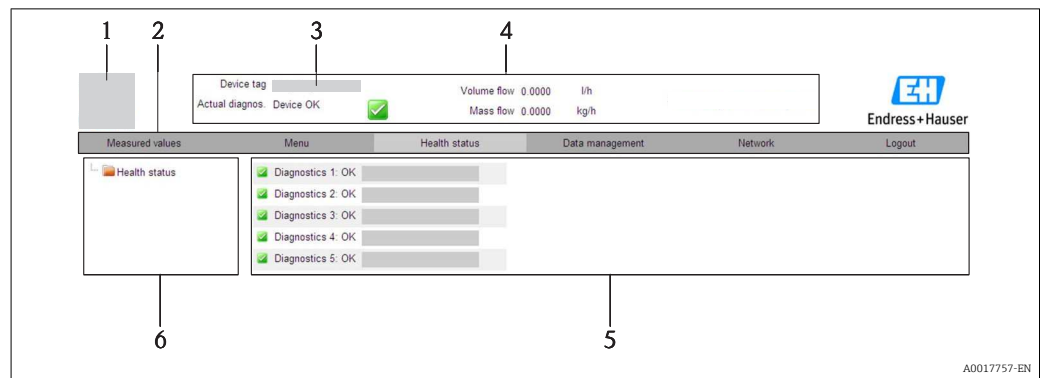 1 2 3 4
Device tag
Volume flow 0.0000 l/h
Actual diagnos. Device OK
Mass flow 0.0000 kg/h
EH
Endress+Hauser
Measured values Menu Health status Data management Network Logout
Health status
Diagnostics 1: OK
Diagnostics 2: OK
Diagnostics 3: OK
Diagnostics 4: OK
Diagnostics 5: OK
6 5
A0017757-EN